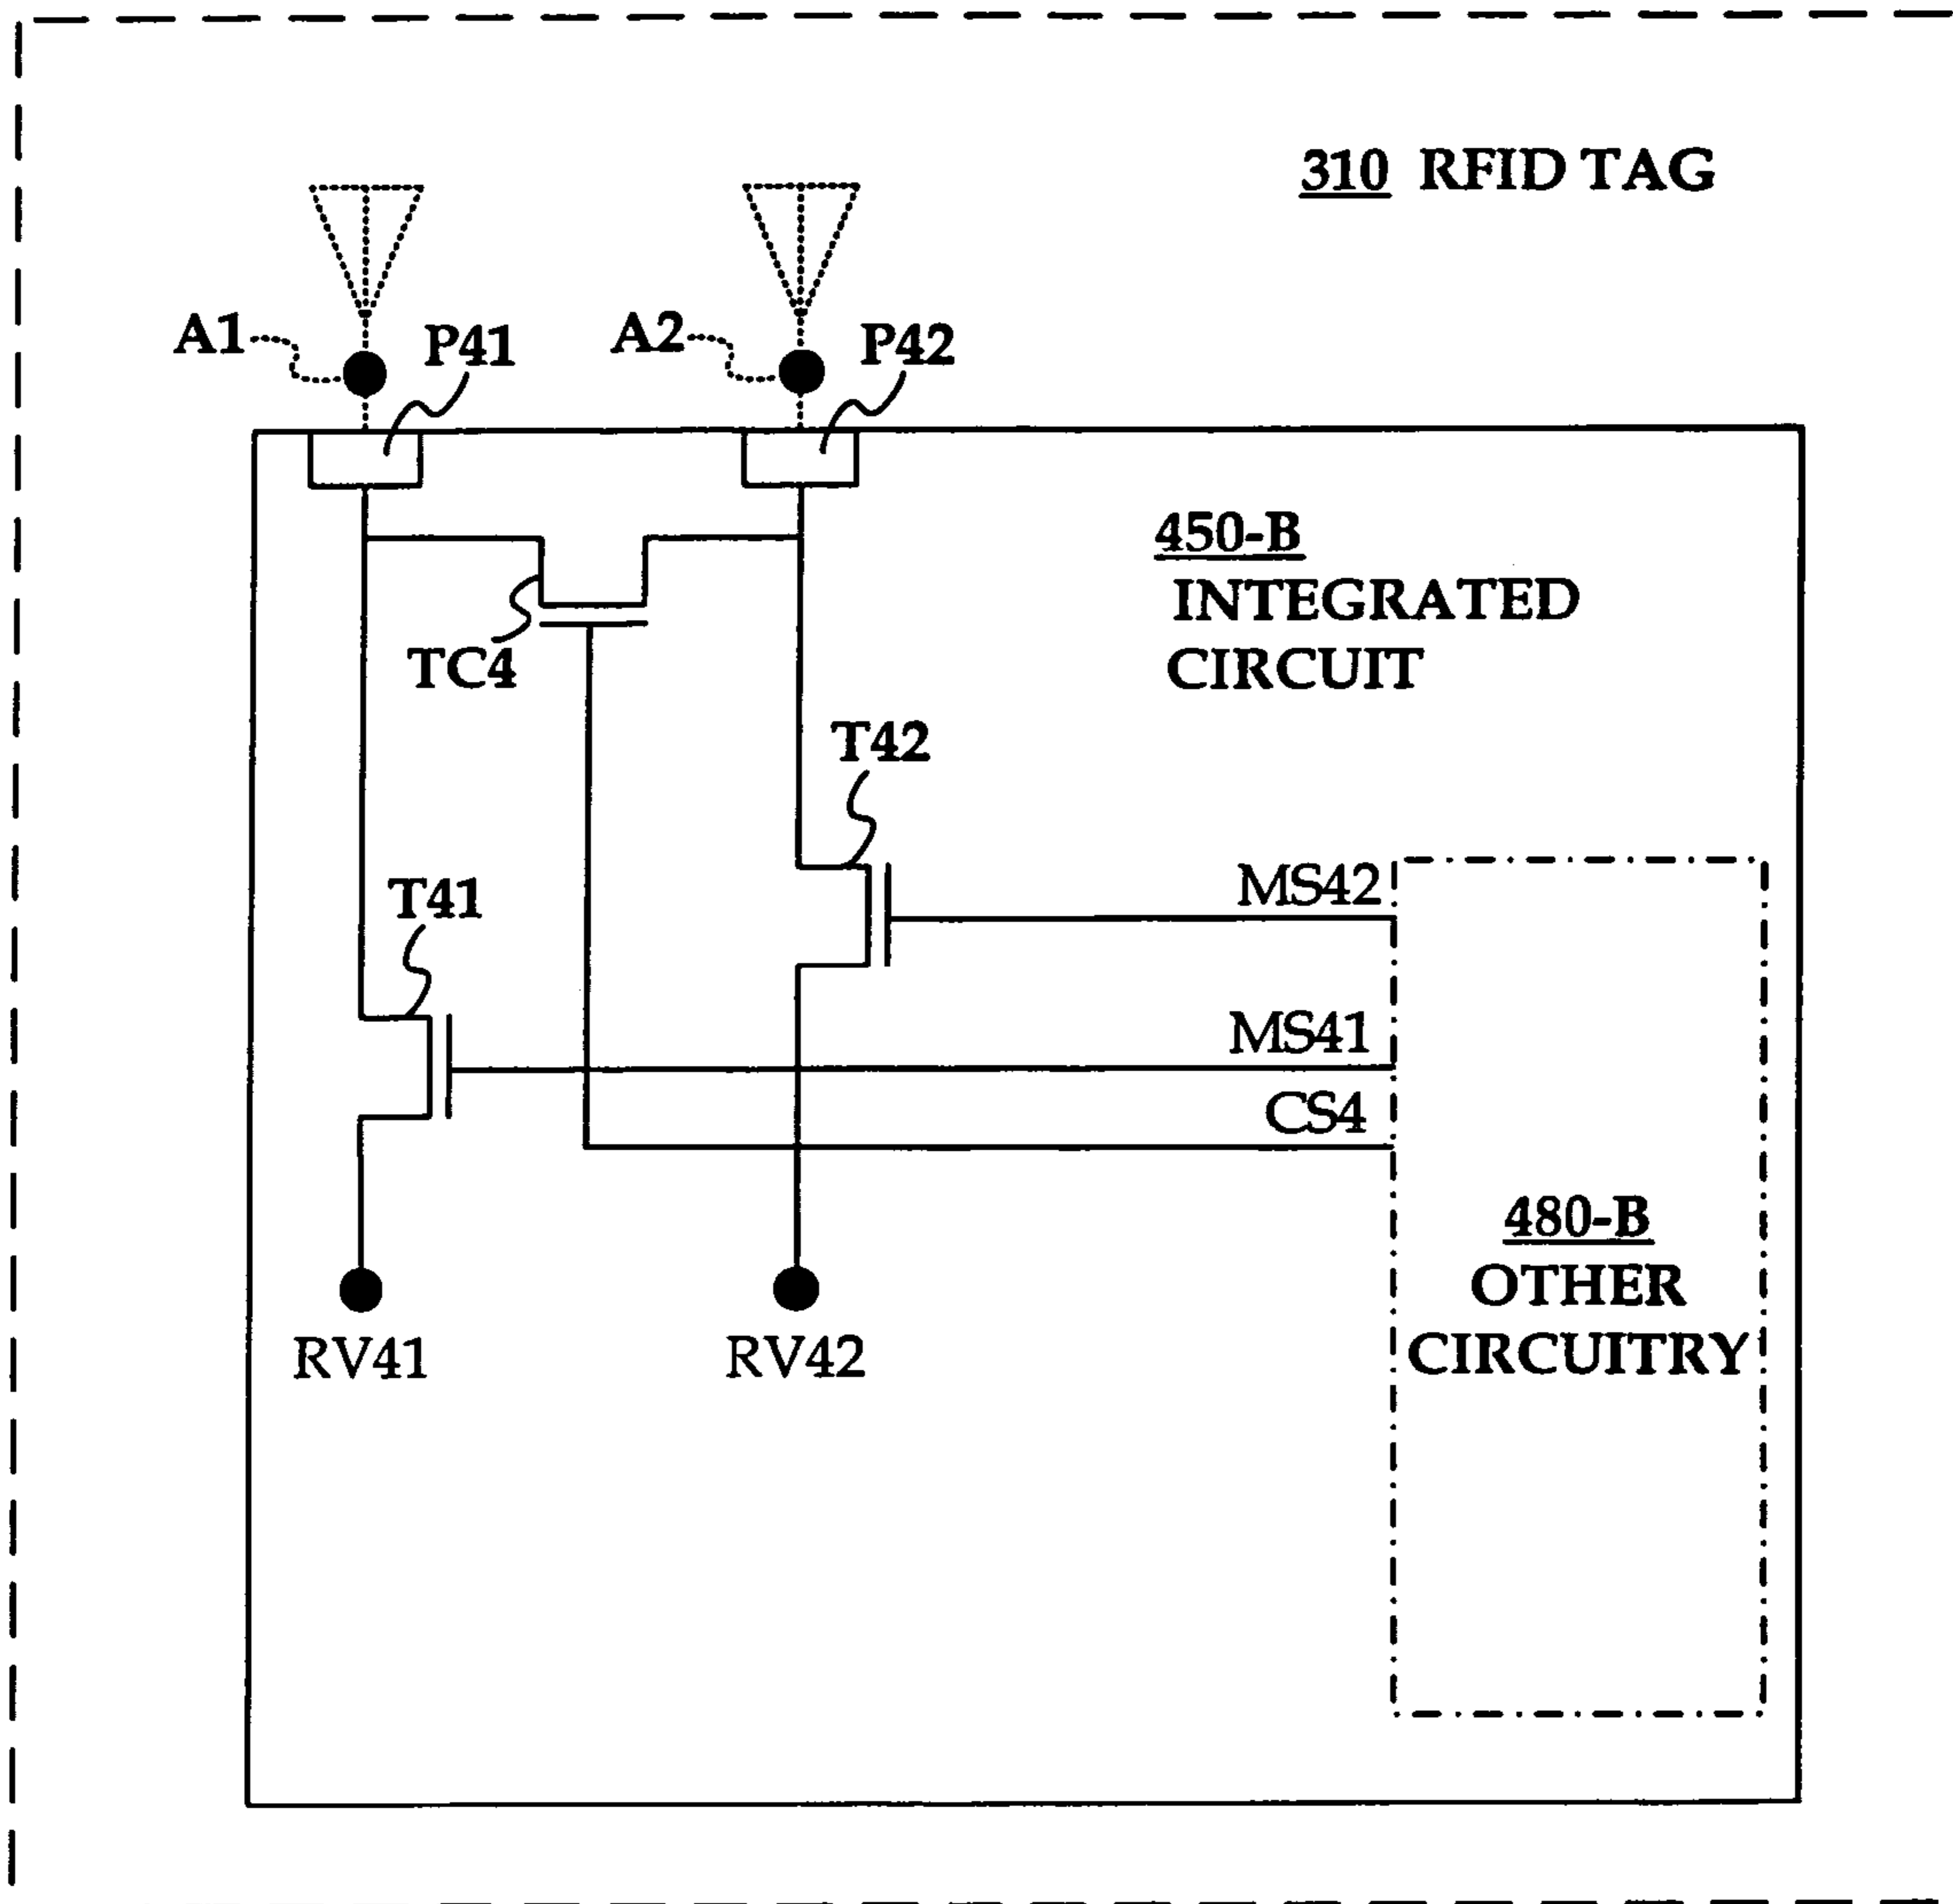 310 RFID TAG
A1
P41
A2
P42
450-B
INTEGRATED
CIRCUIT
TC4
T42
MS42
T41
MS41
CS4
480-B
OTHER
CIRCUITRY
RV41
RV42